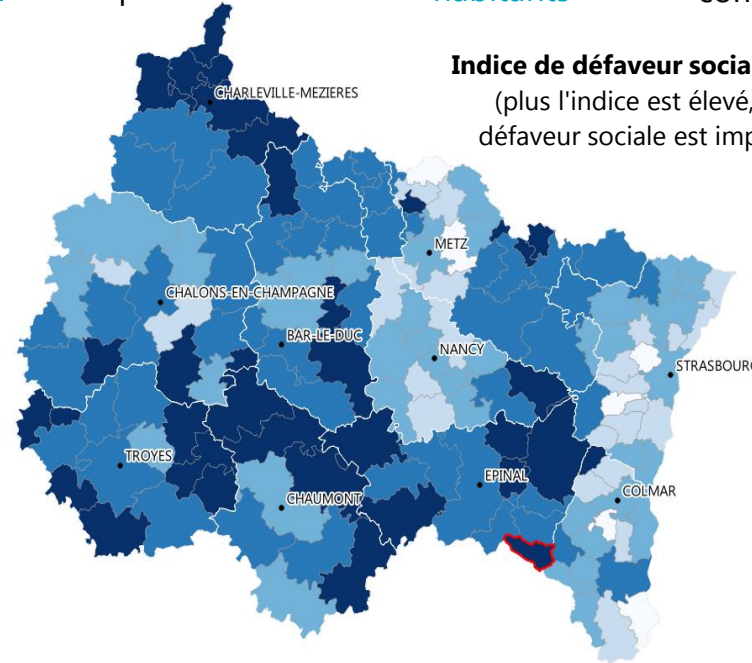 Indice de défaveur socia
(plus l'indice est élevé,
défaveur sociale est imp
CHARLEVILLE-MEZIERES
METZ
CHALONS-EN-CHAMPAGNE
BAR-LE-DUC
NANCY
STRASBOURG
TROYES
EPINAL
CHAUMONT
COLMAR